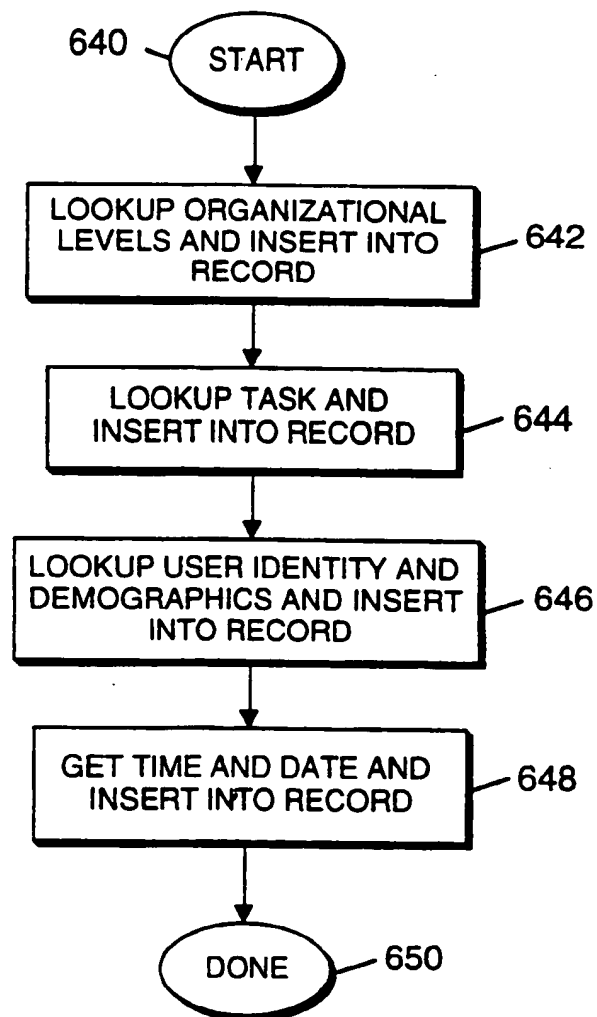 640
START
LOOKUP ORGANIZATIONAL
LEVELS AND INSERT INTO
RECORD
642
LOOKUP TASK AND
INSERT INTO RECORD
644
LOOKUP USER IDENTITY AND
DEMOGRAPHICS AND INSERT
INTO RECORD
646
GET TIME AND DATE AND
INSERT INTO RECORD
648
DONE
650